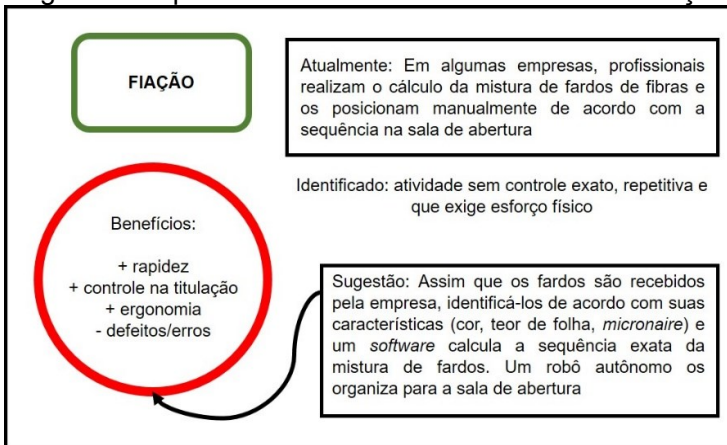 FIAÇÃO
Atualmente: Em algumas empresas, profissionais
realizam o cálculo da mistura de fardos de fibras e
os posicionam manualmente de acordo com a
sequência na sala de abertura
Identificado: atividade sem controle exato, repetitiva e
que exige esforço físico
Benefícios:
+ rapidez
+ controle na titulação
+ ergonomia
- defeitos/erros
Sugestão: Assim que os fardos são recebidos
pela empresa, identificá-los de acordo com suas
características (cor, teor de folha, micronaire) e
um software calcula a sequência exata da
mistura de fardos. Um robô autônomo os
organiza para a sala de abertura